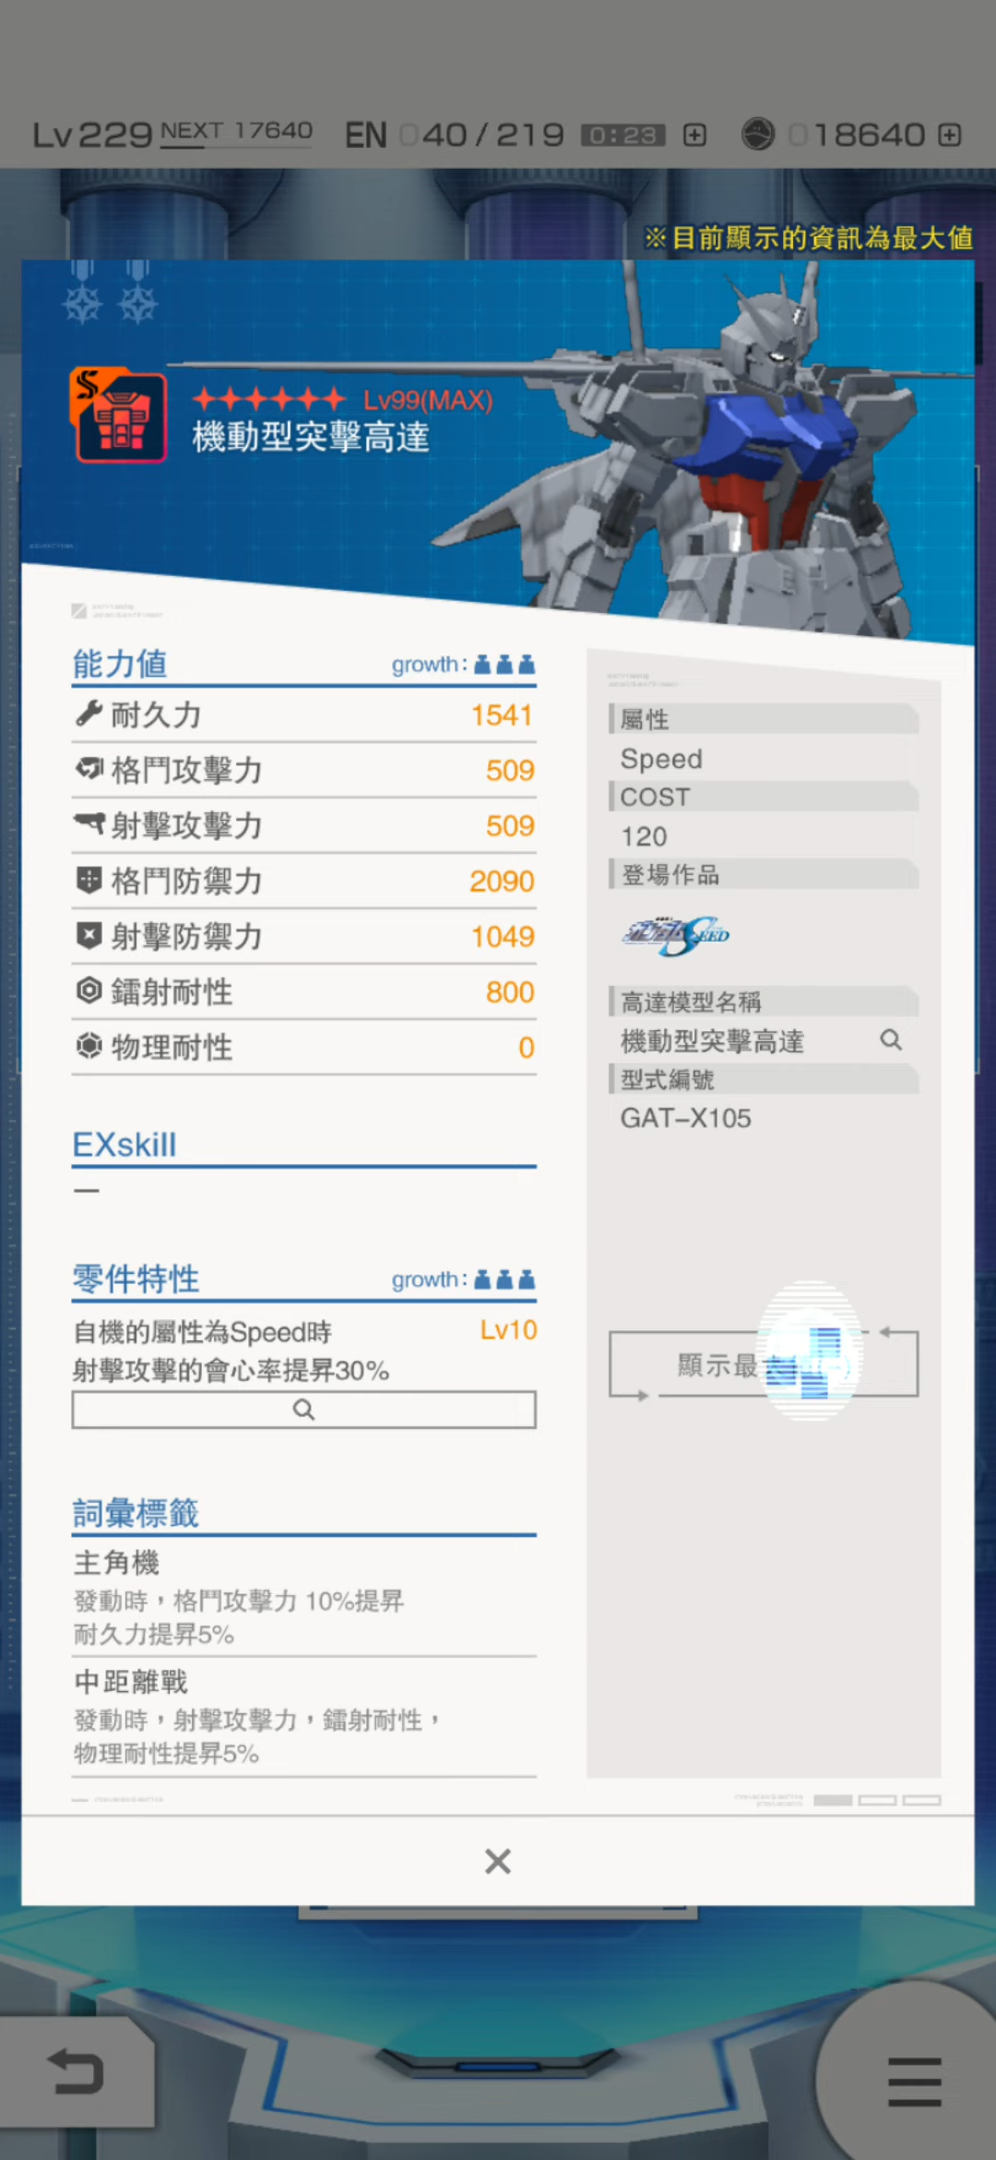 Lv229 NEXT 17640 EN 040/219 0:23 018640
※目前顯示的資訊為最大值
S
Lv99(MAX)
機動型突擊高達
能力值 growth:
耐久力 1541
格鬥攻擊力 509
射擊攻擊力 509
格鬥防禦力 2090
射擊防禦力 1049
鐳射耐性 800
物理耐性 0
EXskill
—
零件特性 growth:
自機的屬性為Speed時 Lv10
射擊攻擊的會心率提昇30%
詞彙標籤
主角機
發動時，格鬥攻擊力 10%提昇
耐久力提昇5%
中距離戰
發動時，射擊攻擊力，鐳射耐性，
物理耐性提昇5%
屬性
Speed
COST
120
登場作品
ガンダムSEED
高達模型名稱
機動型突擊高達
型式編號
GAT-X105
顯示最